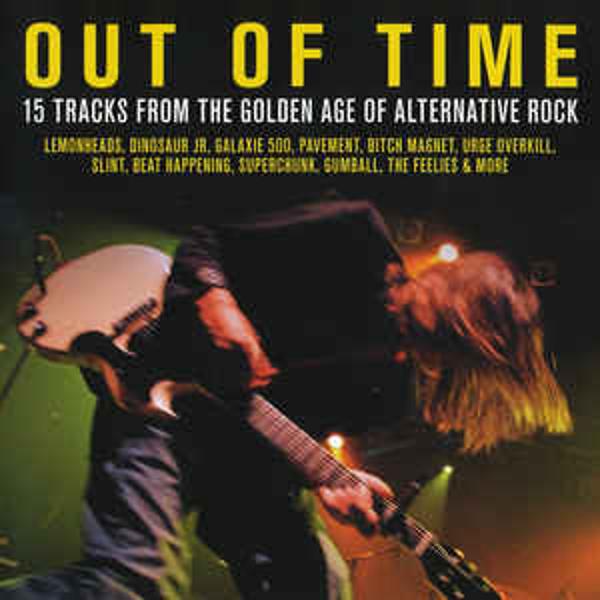 OUT OF TIME
15 TRACKS FROM THE GOLDEN AGE OF ALTERNATIVE ROCK
LEMONHEADS, DINOSAUR JR, GALAXIE 500, PAVEMENT, BITCH MAGNET, URGE OVERKILL,
SLINT, BEAT HAPPENING, SUPERCHUNK, GUMBALL, THE FEELIES & MORE